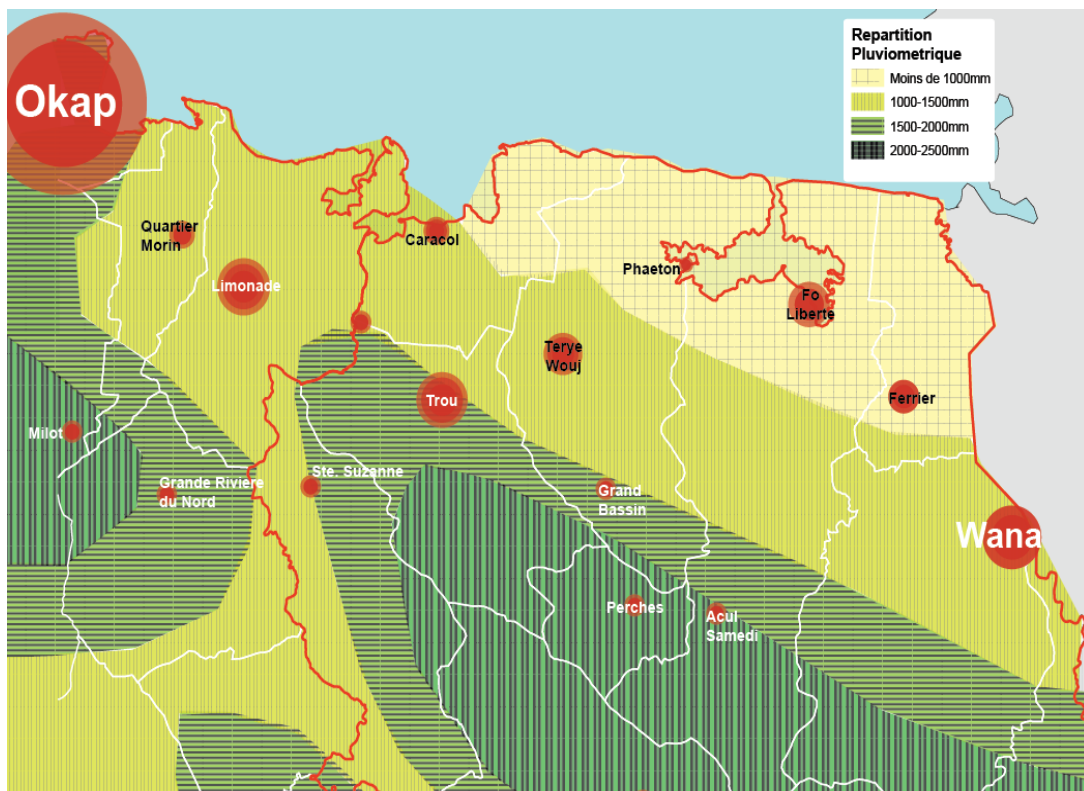 Repartition
Pluviometrique
Moins de 1000mm
1000-1500mm
1500-2000mm
2000-2500mm
Okap
Quartier
Morin
Caracol
Limonade
Phaeton
Fo
Liberte
Terye
Wouj
Trou
Ferrier
Milot
Ste. Suzanne
Grande Riviere
du Nord
Grand
Bassin
Wana
Perches
Acul
Samedi